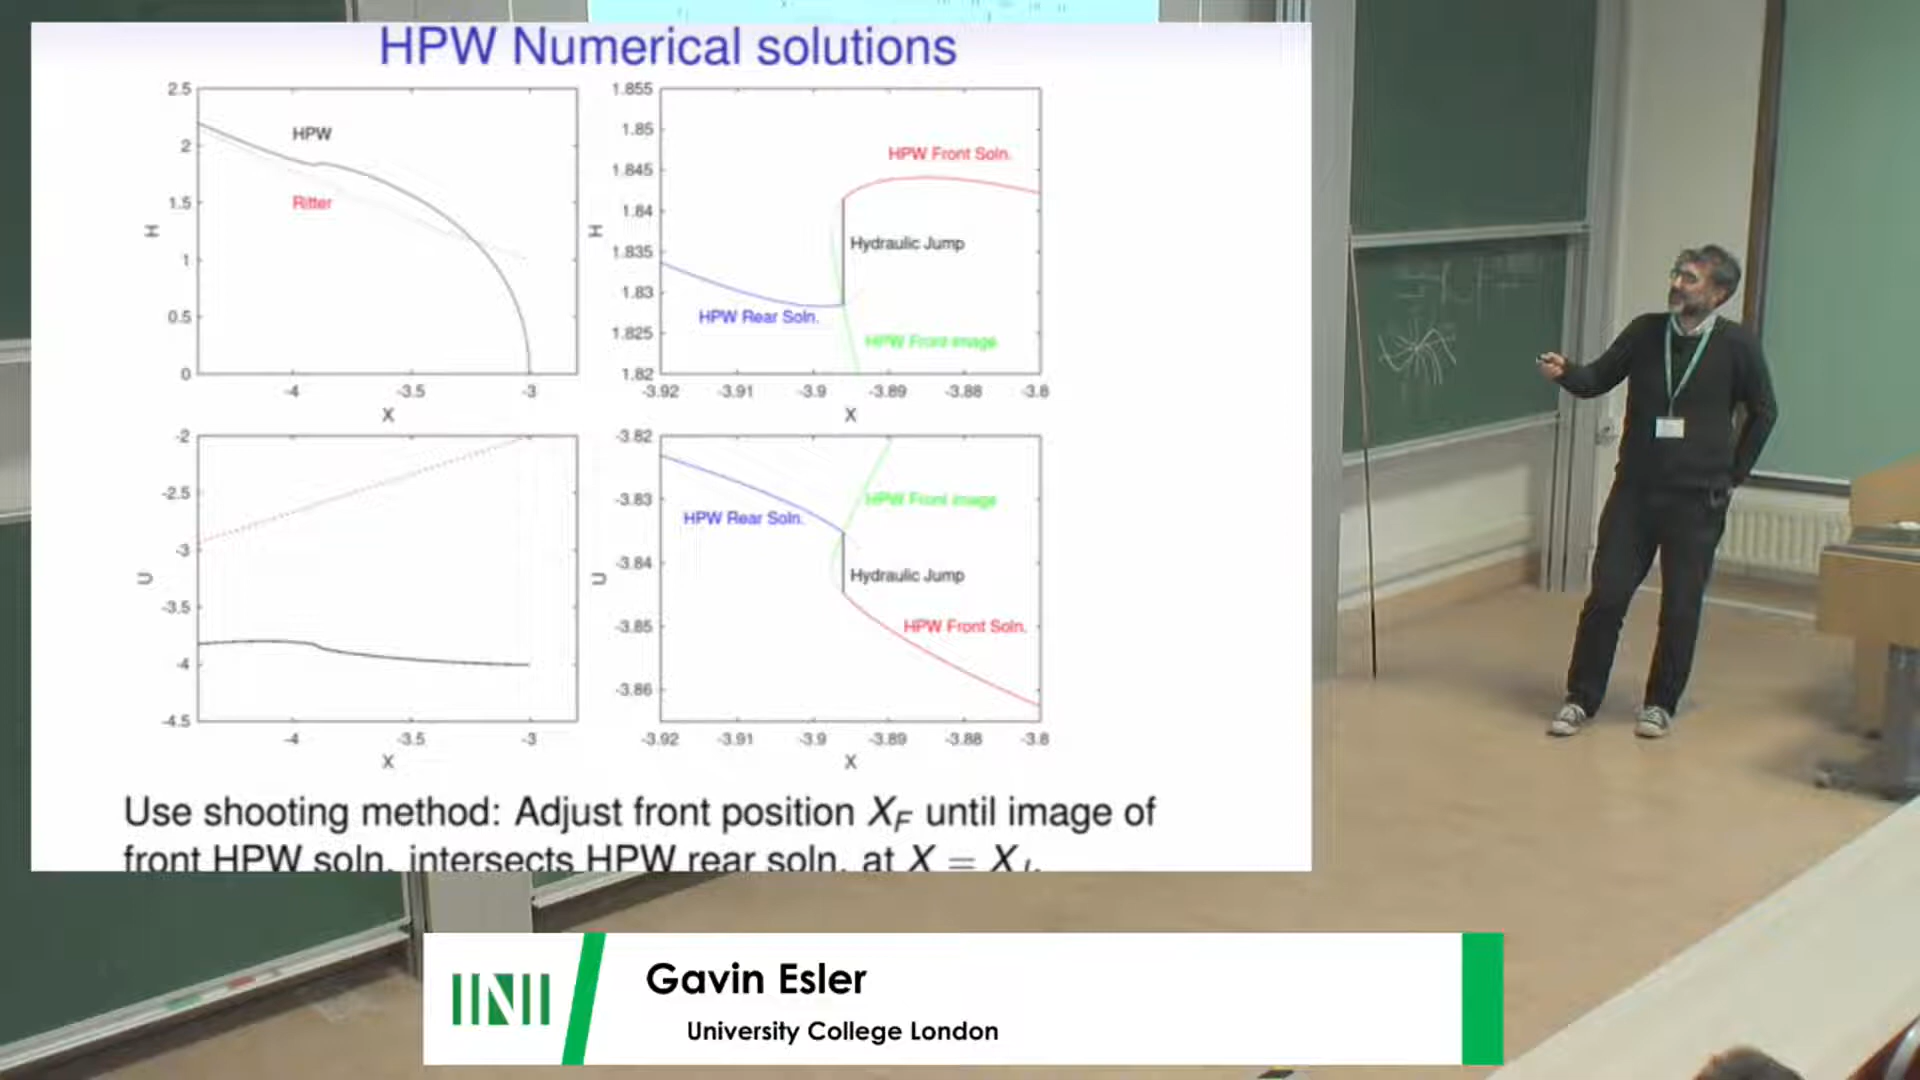 HPW Numerical solutions
2.5
2
1.5
1
0.5
0
H
HPW
Ritter
-4
-3.5
-3
X
1.855
1.85
1.845
1.84
1.835
1.83
1.825
1.82
H
HPW Front Soln.
Hydraulic Jump
HPW Rear Soln.
HPW Front image
-3.92
-3.91
-3.9
-3.89
-3.88
-3.8
X
-2
-2.5
-3
-3.5
-4
-4.5
U
-4
-3.5
-3
X
-3.82
-3.83
-3.84
-3.85
-3.86
U
HPW Front image
HPW Rear Soln.
Hydraulic Jump
HPW Front Soln.
-3.92
-3.91
-3.9
-3.89
-3.88
-3.8
X
Use shooting method: Adjust front position X_F until image of
front HPW soln. intersects HPW rear soln. at X = X_J.
Gavin Esler
University College London